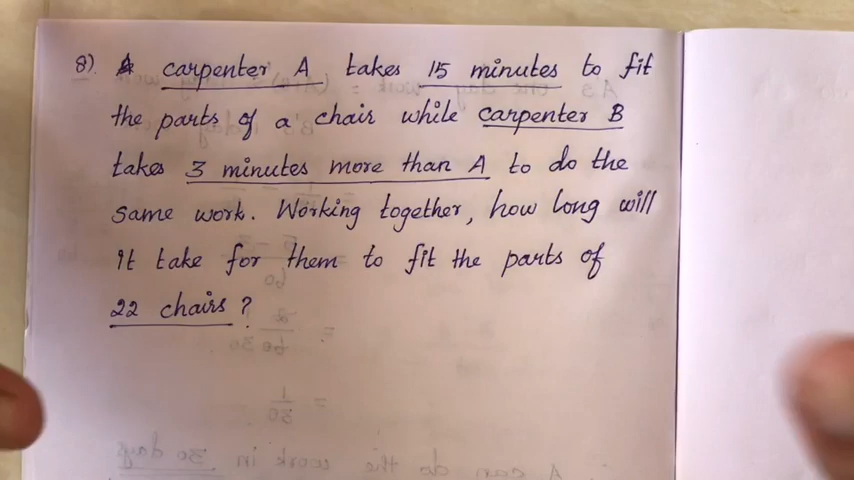 8). A carpenter A takes 15 minutes to fit
the parts of a chair while carpenter B
takes 3 minutes more than A to do the
same work. Working together, how long will
it take for them to fit the parts of
22 chairs?